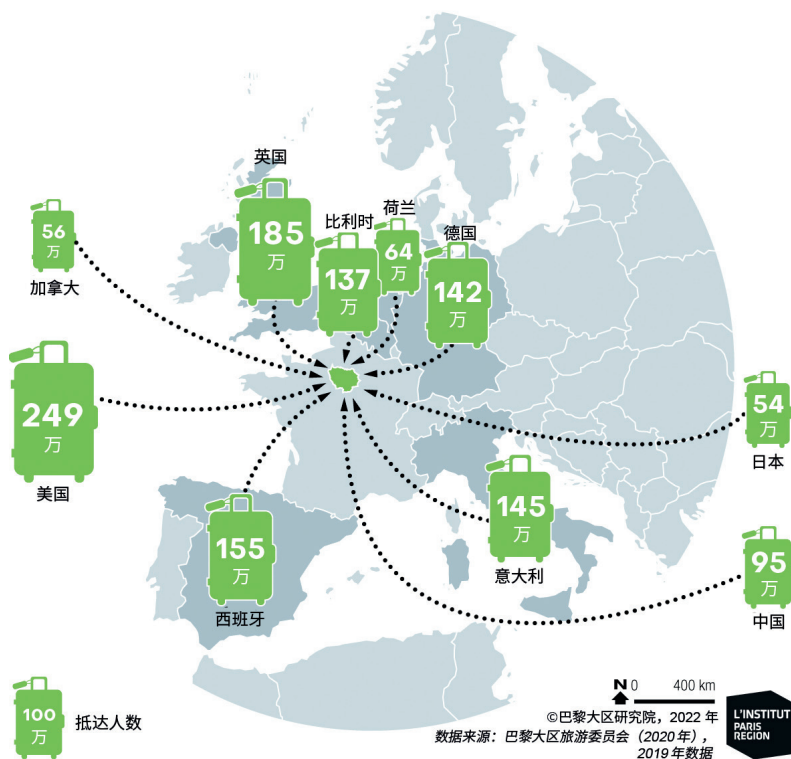 英国
185
万
比利时
137
万
荷兰
64
万
德国
142
万
56
万
加拿大
249
万
美国
54
万
日本
155
万
西班牙
145
万
意大利
95
万
中国
100
万
抵达人数
N 0 400 km
©巴黎大区研究院，2022 年
数据来源：巴黎大区旅游委员会（2020 年），
2019 年数据
L'INSTITUT
PARIS
REGION